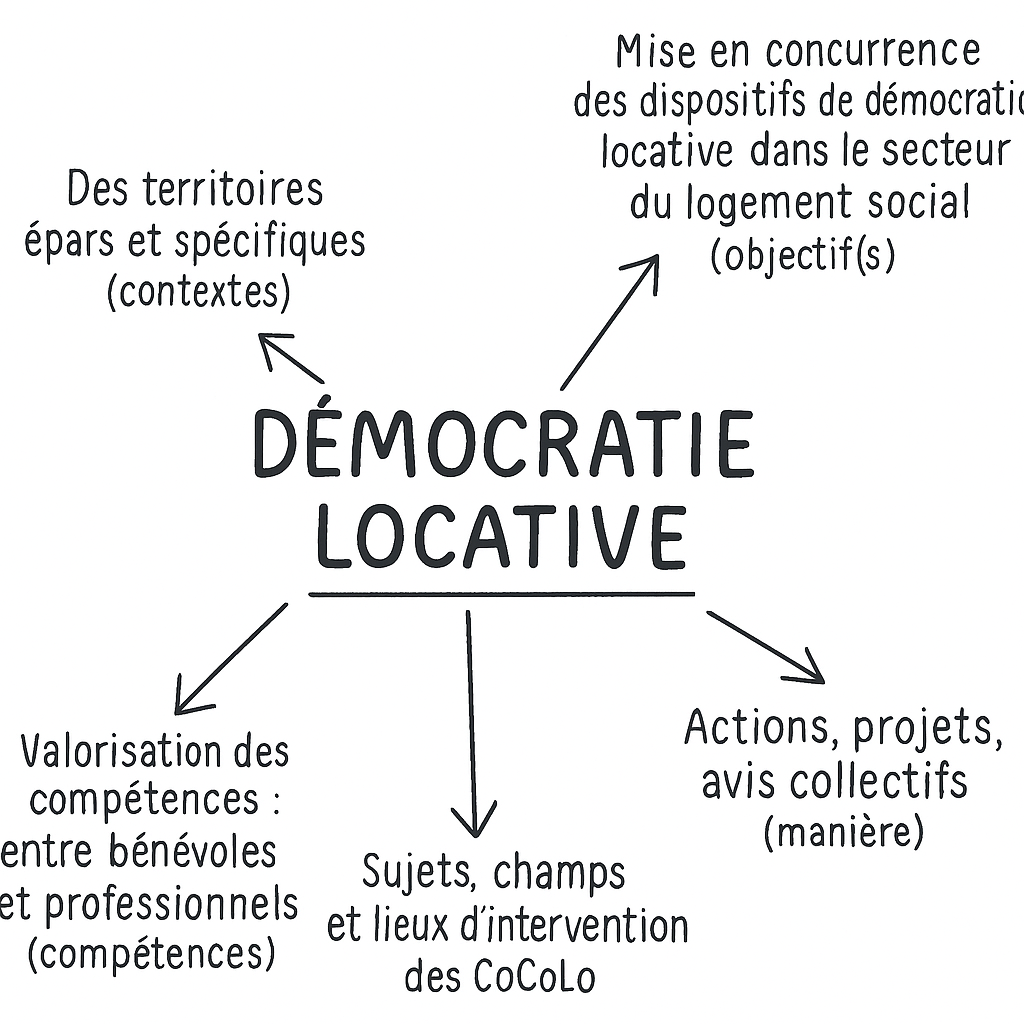 Mise en concurrence
des dispositifs de démocratie
locative dans le secteur
du logement social
(objectif(s)
Des territoires
épars et spécifiques
(contextes)
DÉMOCRATIE
LOCATIVE
Valorisation des
compétences :
entre bénévoles
et professionnels
(compétences)
Sujets, champs
et lieux d'intervention
des CoCoLo
Actions, projets,
avis collectifs
(manière)